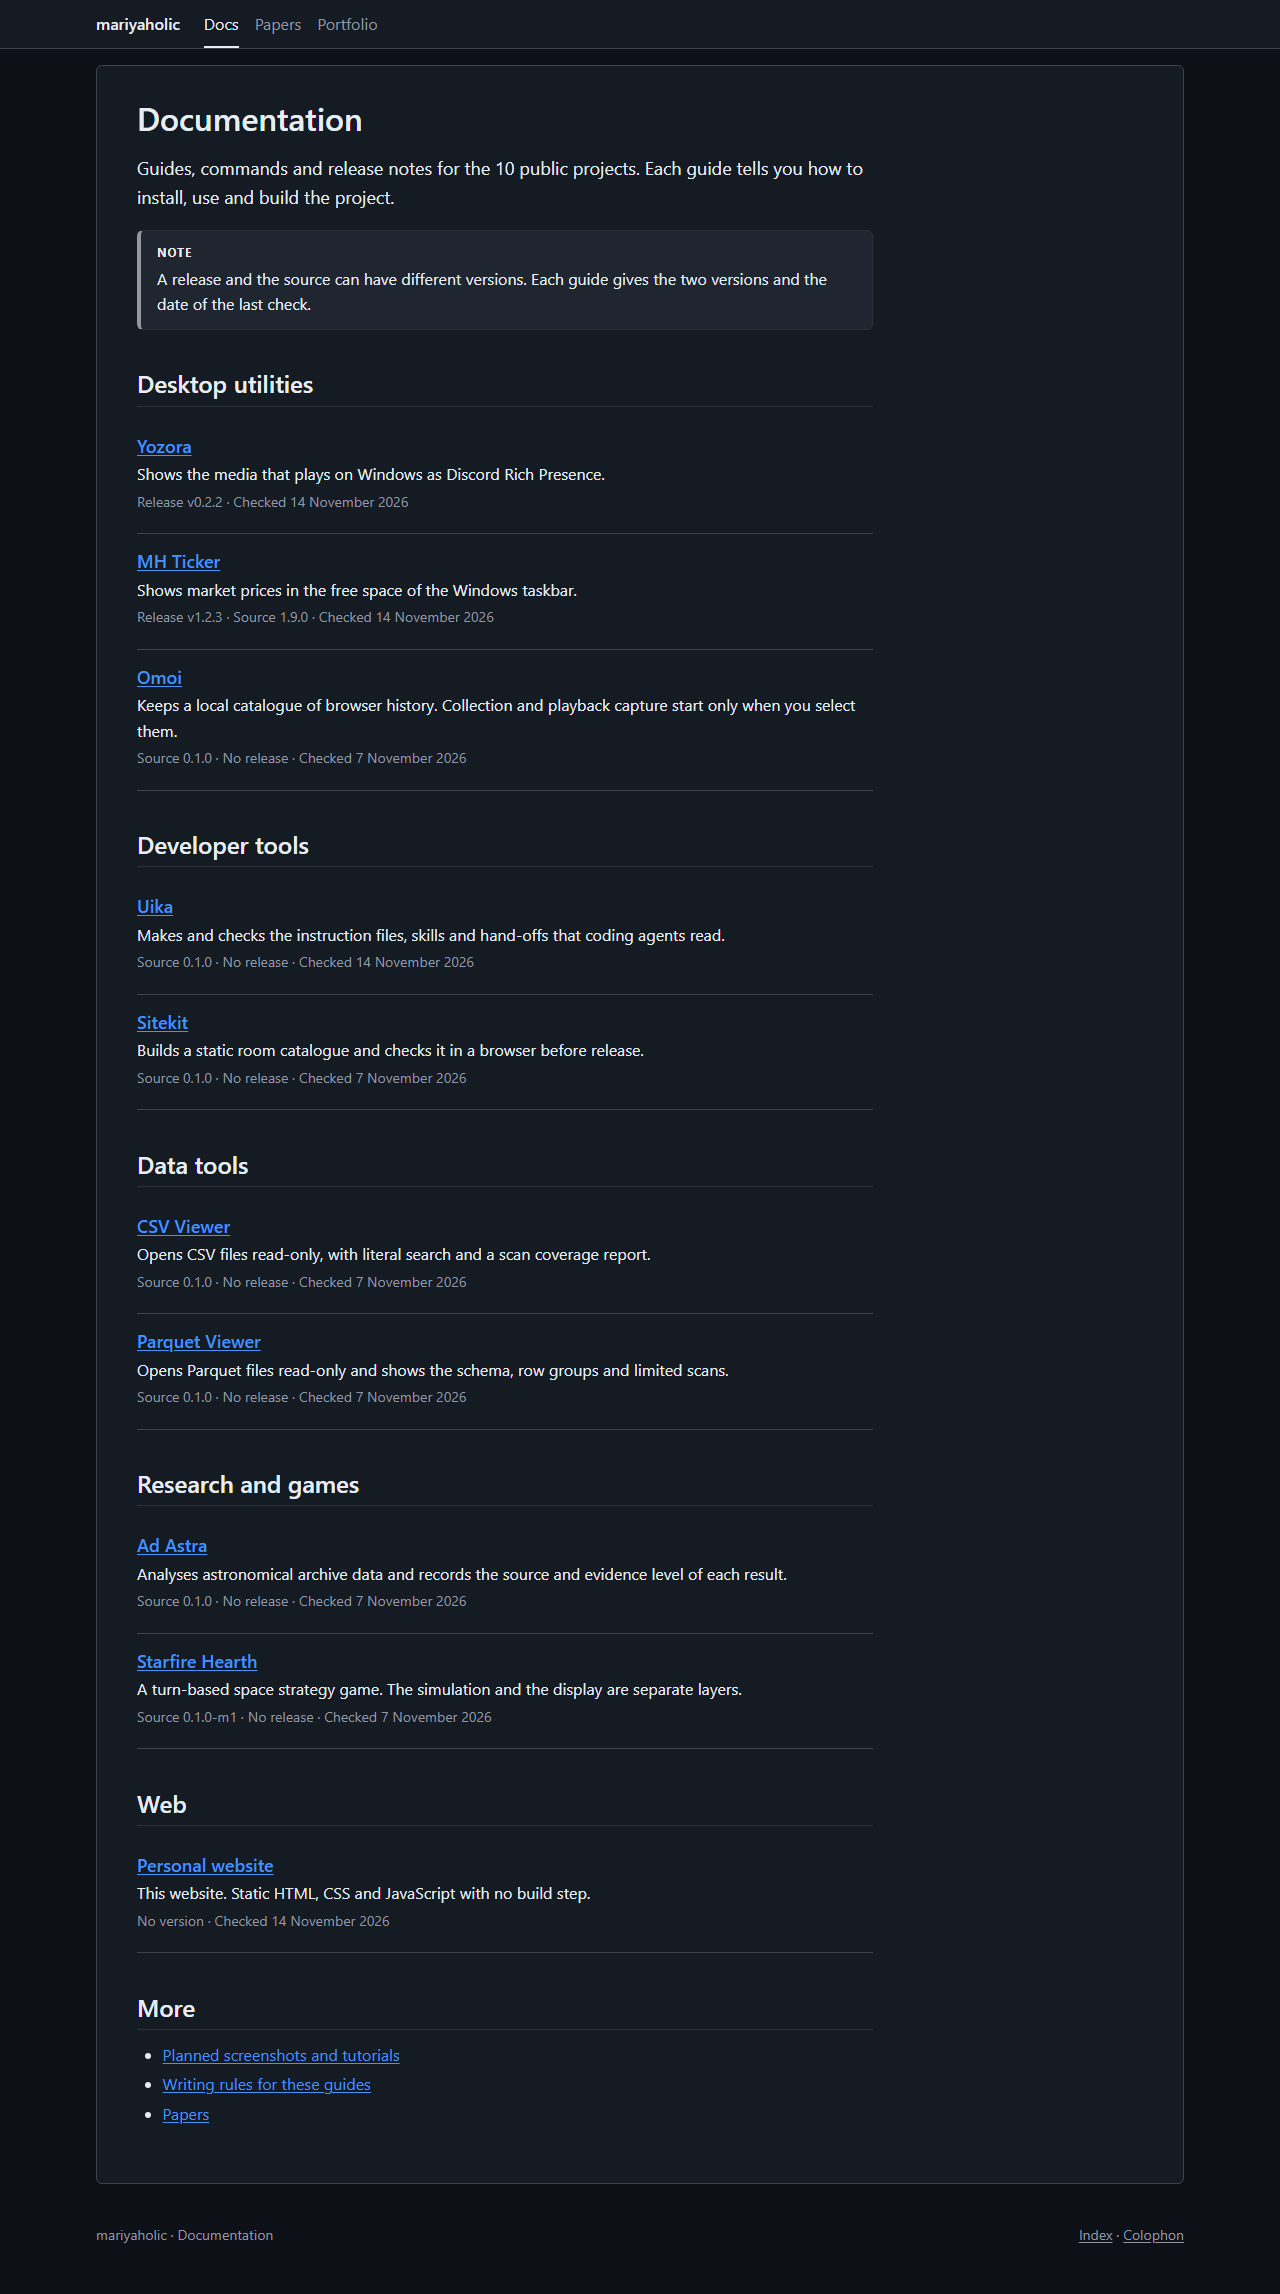 mariyaholic Docs Papers Portfolio
Documentation
Guides, commands and release notes for the 10 public projects. Each guide tells you how to
install, use and build the project.
NOTE
A release and the source can have different versions. Each guide gives the two versions and the
date of the last check.
Desktop utilities
Yozora
Shows the media that plays on Windows as Discord Rich Presence.
Release v0.2.2 · Checked 14 November 2026
MH Ticker
Shows market prices in the free space of the Windows taskbar.
Release v1.2.3 · Source 1.9.0 · Checked 14 November 2026
Omoi
Keeps a local catalogue of browser history. Collection and playback capture start only when you select
them.
Source 0.1.0 · No release · Checked 7 November 2026
Developer tools
Uika
Makes and checks the instruction files, skills and hand-offs that coding agents read.
Source 0.1.0 · No release · Checked 14 November 2026
Sitekit
Builds a static room catalogue and checks it in a browser before release.
Source 0.1.0 · No release · Checked 7 November 2026
Data tools
CSV Viewer
Opens CSV files read-only, with literal search and a scan coverage report.
Source 0.1.0 · No release · Checked 7 November 2026
Parquet Viewer
Opens Parquet files read-only and shows the schema, row groups and limited scans.
Source 0.1.0 · No release · Checked 7 November 2026
Research and games
Ad Astra
Analyses astronomical archive data and records the source and evidence level of each result.
Source 0.1.0 · No release · Checked 7 November 2026
Starfire Hearth
A turn-based space strategy game. The simulation and the display are separate layers.
Source 0.1.0-m1 · No release · Checked 7 November 2026
Web
Personal website
This website. Static HTML, CSS and JavaScript with no build step.
No version · Checked 14 November 2026
More
• Planned screenshots and tutorials
• Writing rules for these guides
• Papers
mariyaholic · Documentation
Index · Colophon